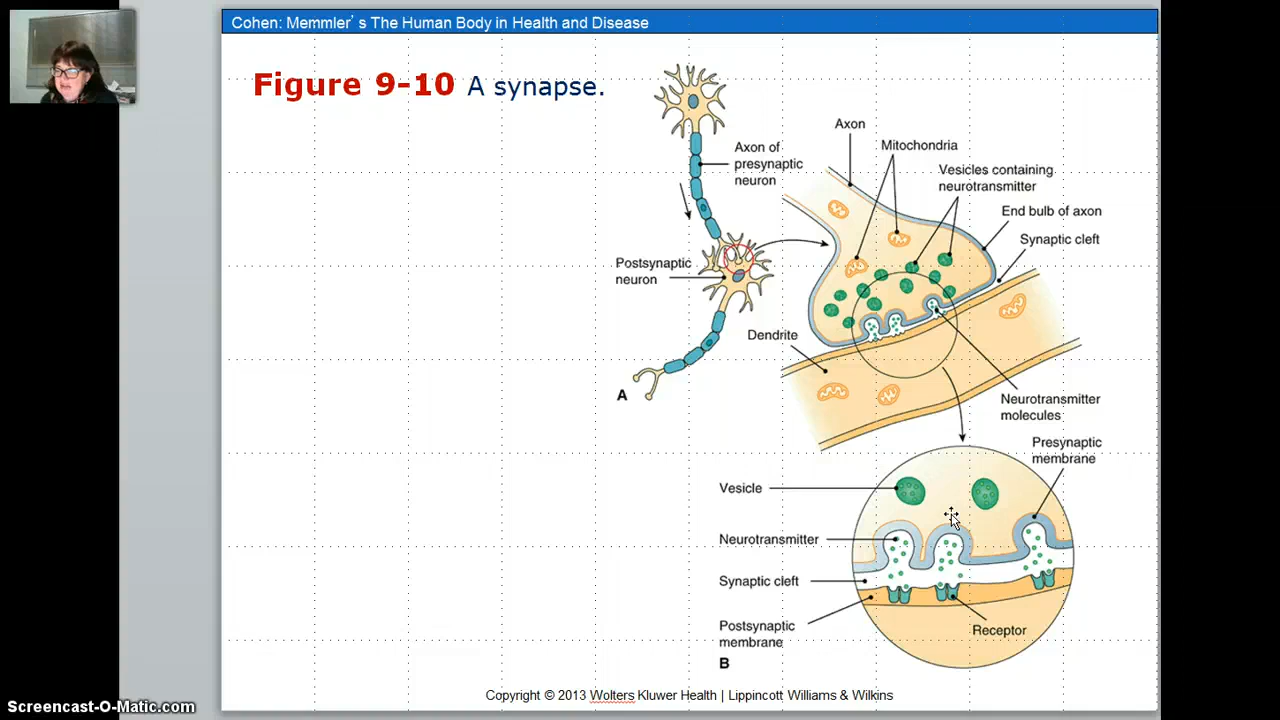 Cohen: Memmler's The Human Body in Health and Disease
Figure 9-10 A synapse.
Axon of
presynaptic
neuron
Postsynaptic
neuron
A
Axon
Mitochondria
Vesicles containing
neurotransmitter
End bulb of axon
Synaptic cleft
Dendrite
Neurotransmitter
molecules
Presynaptic
membrane
Vesicle
Neurotransmitter
Synaptic cleft
Postsynaptic
membrane
Receptor
B
Copyright © 2013 Wolters Kluwer Health | Lippincott Williams & Wilkins
Screencast-O-Matic.com